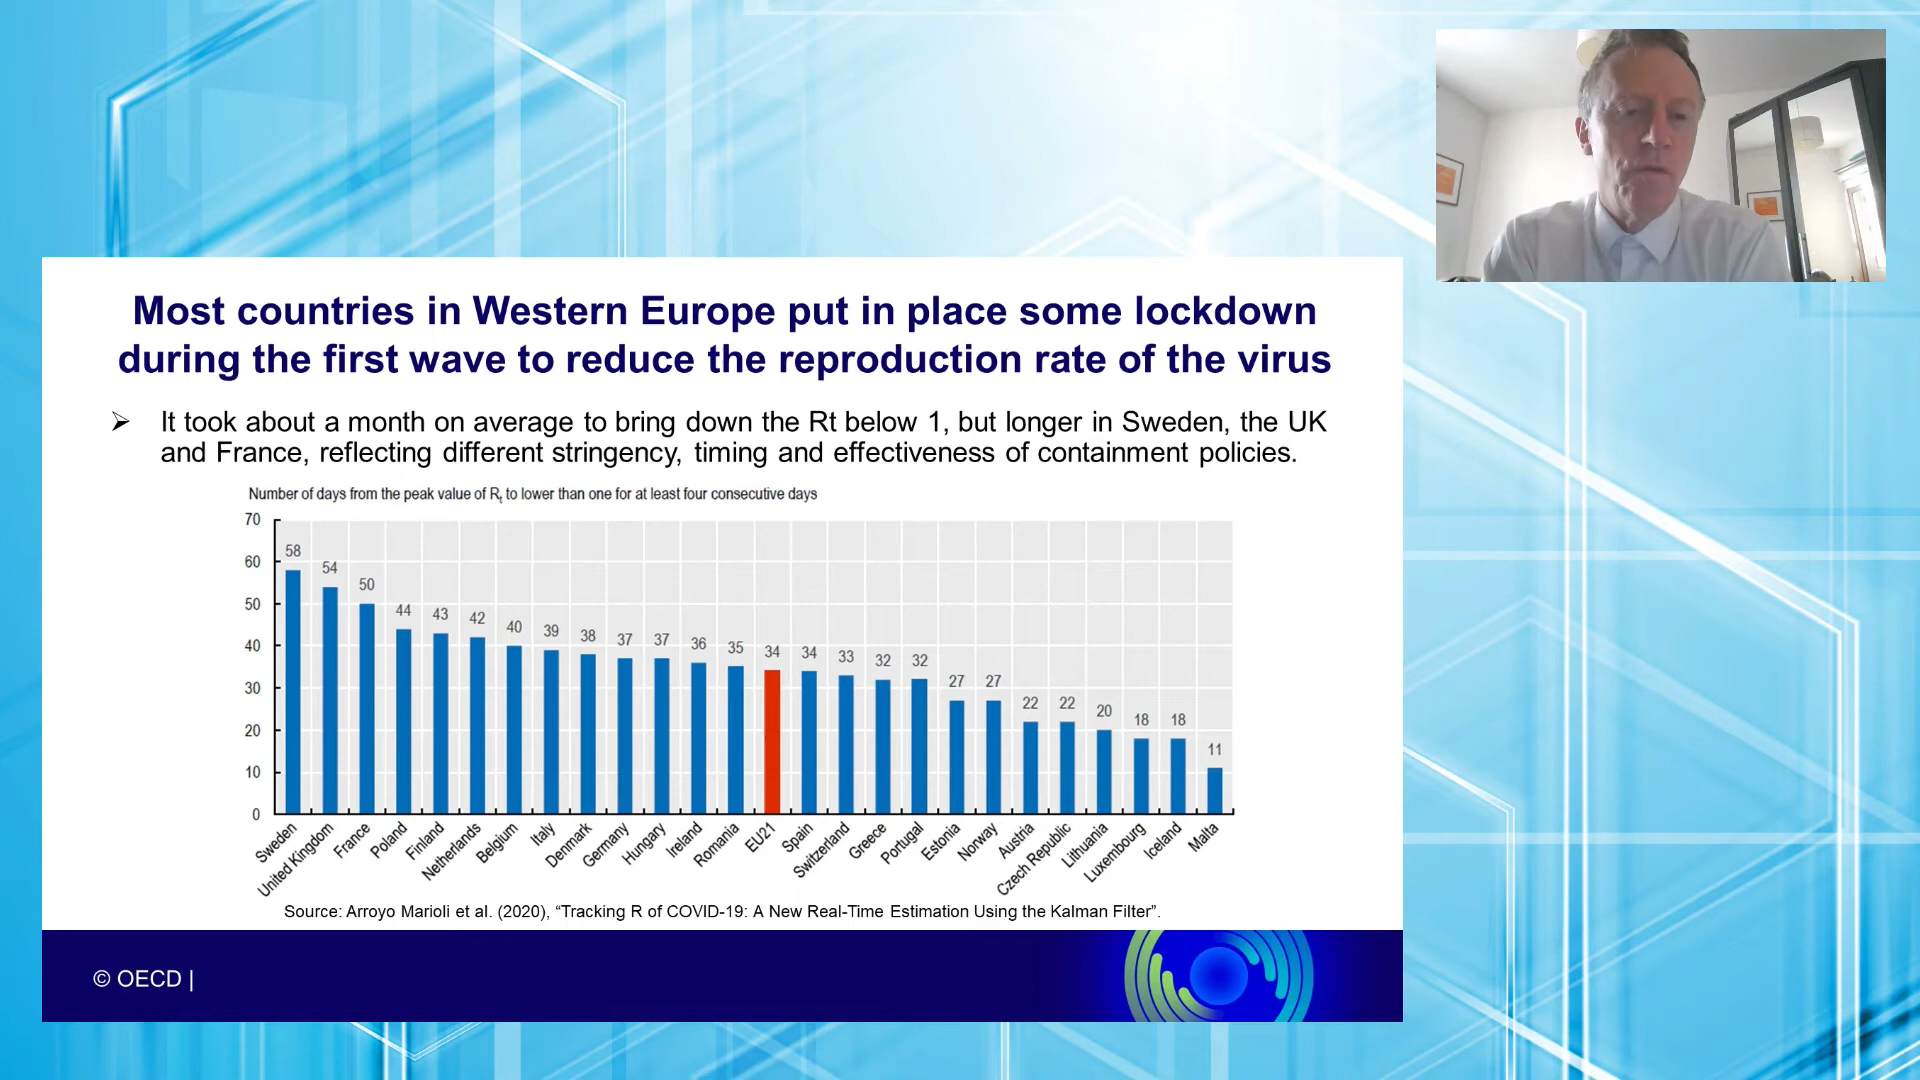 Most countries in Western Europe put in place some lockdown
during the first wave to reduce the reproduction rate of the virus
➢ It took about a month on average to bring down the Rt below 1, but longer in Sweden, the UK
and France, reflecting different stringency, timing and effectiveness of containment policies.
Number of days from the peak value of Rt to lower than one for at least four consecutive days
70
60
50
40
30
20
10
0
58 54 50 44 43 42 40 39 38 37 37 36 35 34 34 33 32 32 27 27 22 22 20 18 18 11
Sweden
United Kingdom
France
Poland
Finland
Netherlands
Belgium
Italy
Denmark
Germany
Hungary
Ireland
Romania
EU21
Spain
Switzerland
Greece
Portugal
Estonia
Norway
Austria
Czech Republic
Lithuania
Luxembourg
Iceland
Malta
Source: Arroyo Marioli et al. (2020), “Tracking R of COVID-19: A New Real-Time Estimation Using the Kalman Filter”.
© OECD |